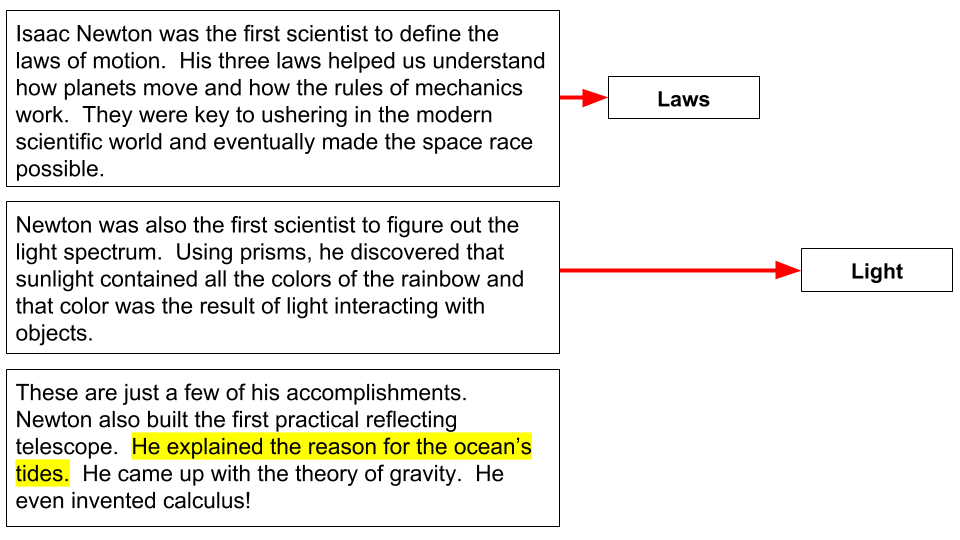 Isaac Newton was the first scientist to define the
laws of motion.  His three laws helped us understand
how planets move and how the rules of mechanics
work.  They were key to ushering in the modern
scientific world and eventually made the space race
possible.
Laws
Newton was also the first scientist to figure out the
light spectrum.  Using prisms, he discovered that
sunlight contained all the colors of the rainbow and
that color was the result of light interacting with
objects.
Light
These are just a few of his accomplishments.
Newton also built the first practical reflecting
telescope.  He explained the reason for the ocean’s
tides.  He came up with the theory of gravity.  He
even invented calculus!